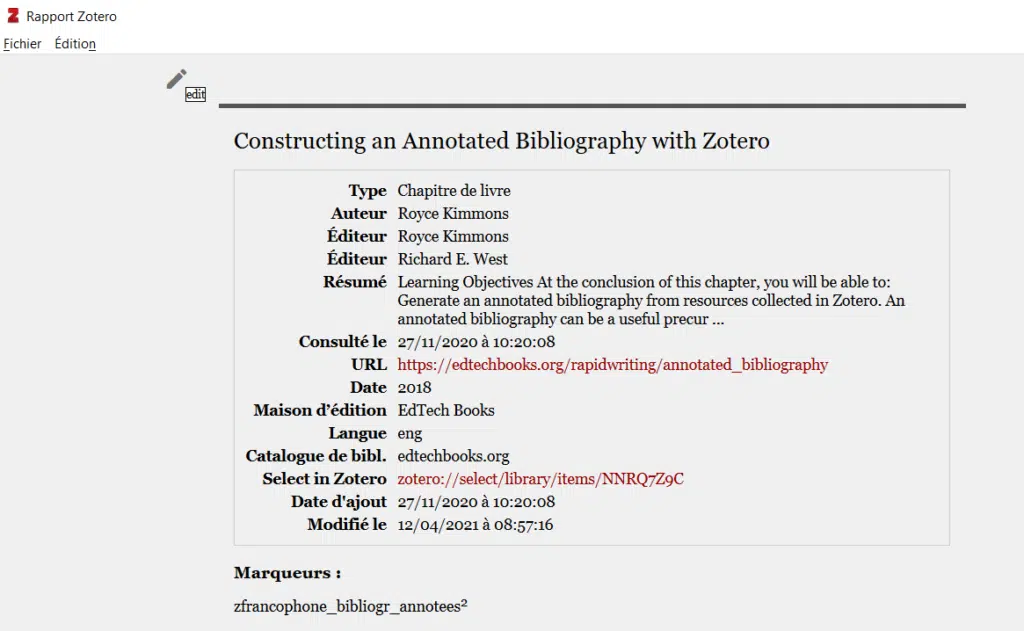 Rapport Zotero
Fichier Édition
edit
Constructing an Annotated Bibliography with Zotero
Type Chapitre de livre
Auteur Royce Kimmons
Éditeur Royce Kimmons
Éditeur Richard E. West
Résumé Learning Objectives At the conclusion of this chapter, you will be able to:
Generate an annotated bibliography from resources collected in Zotero. An
annotated bibliography can be a useful precur ...
Consulté le 27/11/2020 à 10:20:08
URL https://edtechbooks.org/rapidwriting/annotated_bibliography
Date 2018
Maison d’édition EdTech Books
Langue eng
Catalogue de bibl. edtechbooks.org
Select in Zotero zotero://select/library/items/NNRQ7Z9C
Date d'ajout 27/11/2020 à 10:20:08
Modifié le 12/04/2021 à 08:57:16
Marqueurs :
zfrancophone_bibliogr_annotees²